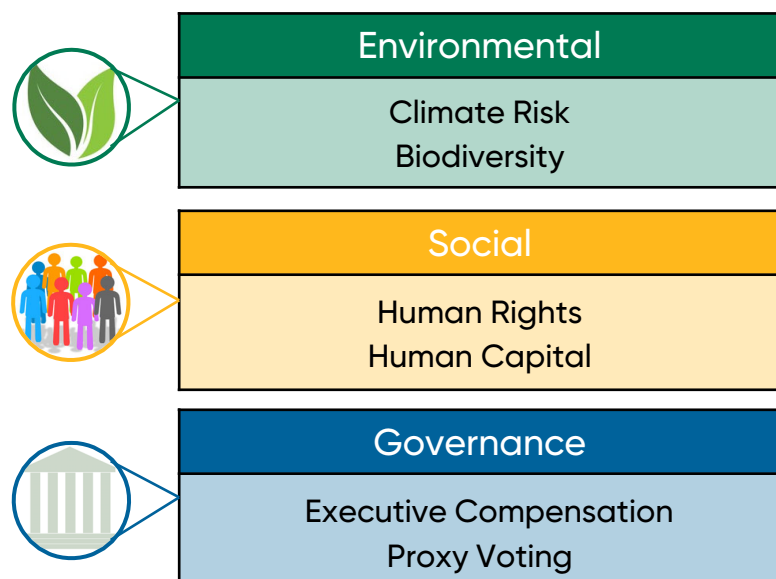 Environmental
Climate Risk
Biodiversity
Social
Human Rights
Human Capital
Governance
Executive Compensation
Proxy Voting